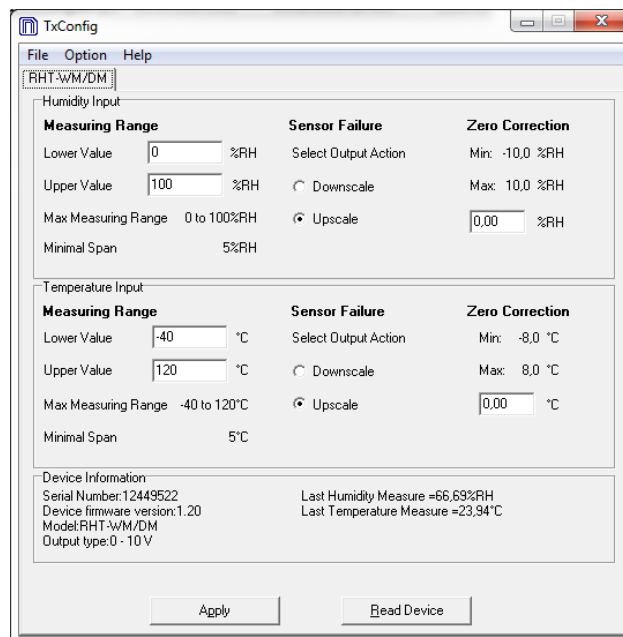 TxConfig
File Option Help
RHT-WM/DM
Humidity Input
Measuring Range Sensor Failure Zero Correction
Lower Value 0 %RH Select Output Action Min: -10,0 %RH
Upper Value 100 %RH Downscale Max: 10,0 %RH
Max Measuring Range 0 to 100%RH Upscale 0,00 %RH
Minimal Span 5%RH
Temperature Input
Measuring Range Sensor Failure Zero Correction
Lower Value -40 °C Select Output Action Min: -8,0 °C
Upper Value 120 °C Downscale Max: 8,0 °C
Max Measuring Range -40 to 120°C Upscale 0,00 °C
Minimal Span 5°C
Device Information
Serial Number:12449522 Last Humidity Measure =66,69%RH
Device firmware version:1.20 Last Temperature Measure =23,94°C
Model:RHT-WM/DM
Output type:0 - 10 V
Apply Read Device